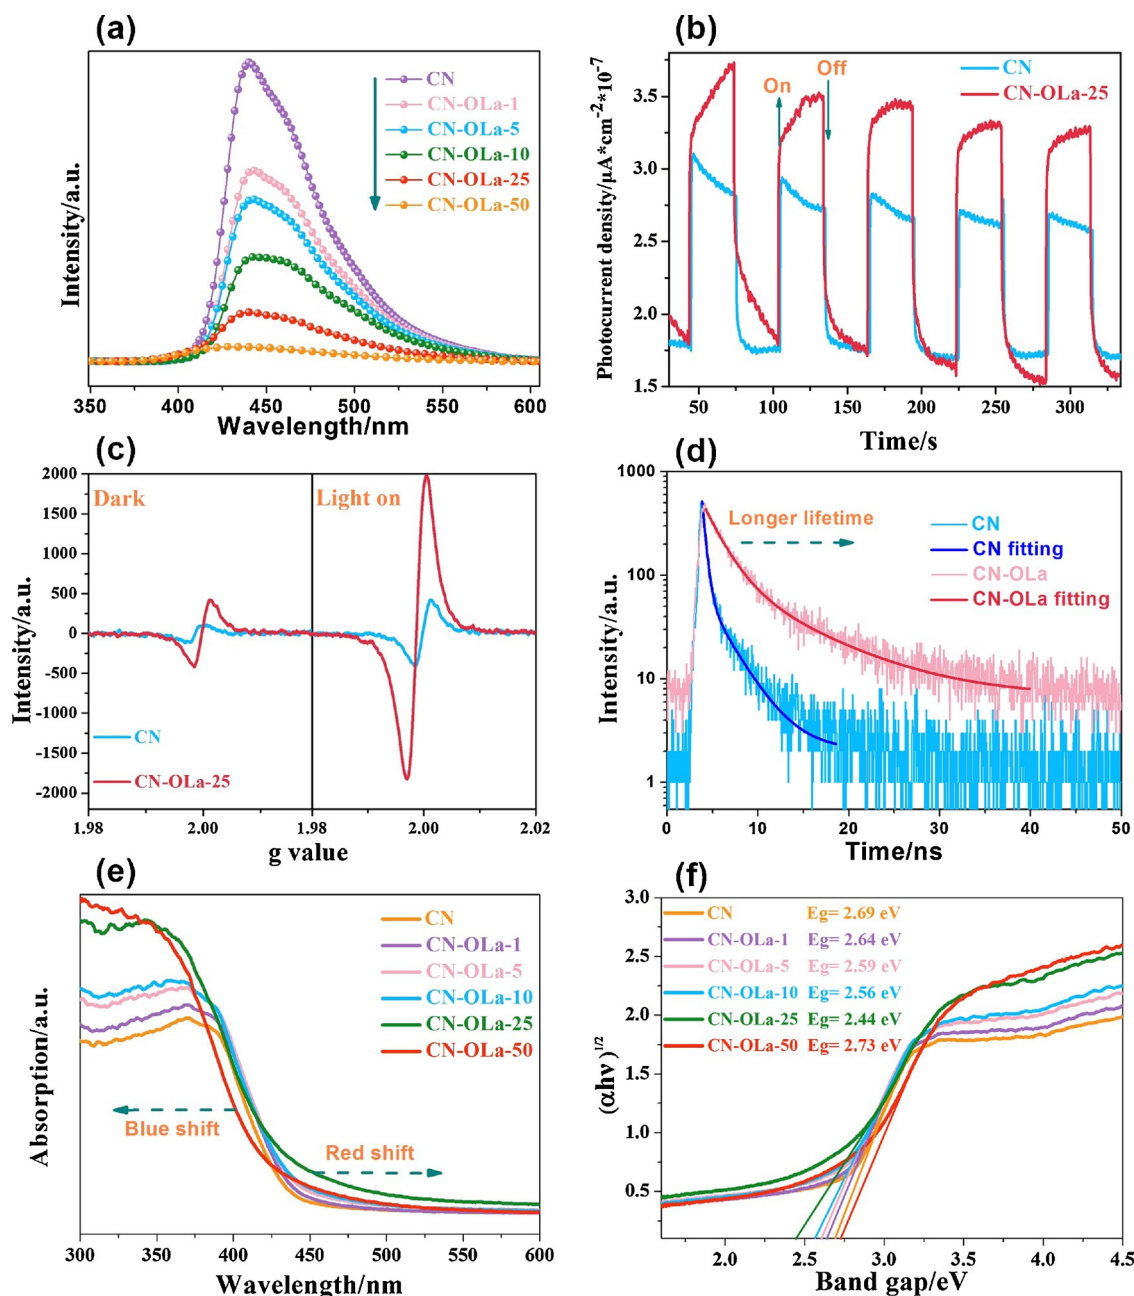 (a)
CN
CN-OLa-1
CN-OLa-5
CN-OLa-10
CN-OLa-25
CN-OLa-50
Intensity/a.u.
350 400 450 500 550 600
Wavelength/nm
(b)
On
Off
CN
CN-OLa-25
Photocurrent density/μA*cm⁻²*10⁻⁷
3.5
3.0
2.5
2.0
1.5
50 100 150 200 250 300
Time/s
(c)
Dark
Light on
2000
1500
1000
500
0
-500
-1000
-1500
-2000
Intensity/a.u.
CN
CN-OLa-25
1.98 2.00 1.98 2.00 2.02
g value
(d)
1000
100
10
1
Intensity/a.u.
Longer lifetime
CN
CN fitting
CN-OLa
CN-OLa fitting
0 10 20 30 40 50
Time/ns
(e)
CN
CN-OLa-1
CN-OLa-5
CN-OLa-10
CN-OLa-25
CN-OLa-50
Absorption/a.u.
Blue shift
Red shift
300 350 400 450 500 550 600
Wavelength/nm
(f)
CN Eg= 2.69 eV
CN-OLa-1 Eg= 2.64 eV
CN-OLa-5 Eg= 2.59 eV
CN-OLa-10 Eg= 2.56 eV
CN-OLa-25 Eg= 2.44 eV
CN-OLa-50 Eg= 2.73 eV
3.0
2.5
2.0
1.5
1.0
0.5
(αhν)¹/²
2.0 2.5 3.0 3.5 4.0 4.5
Band gap/eV